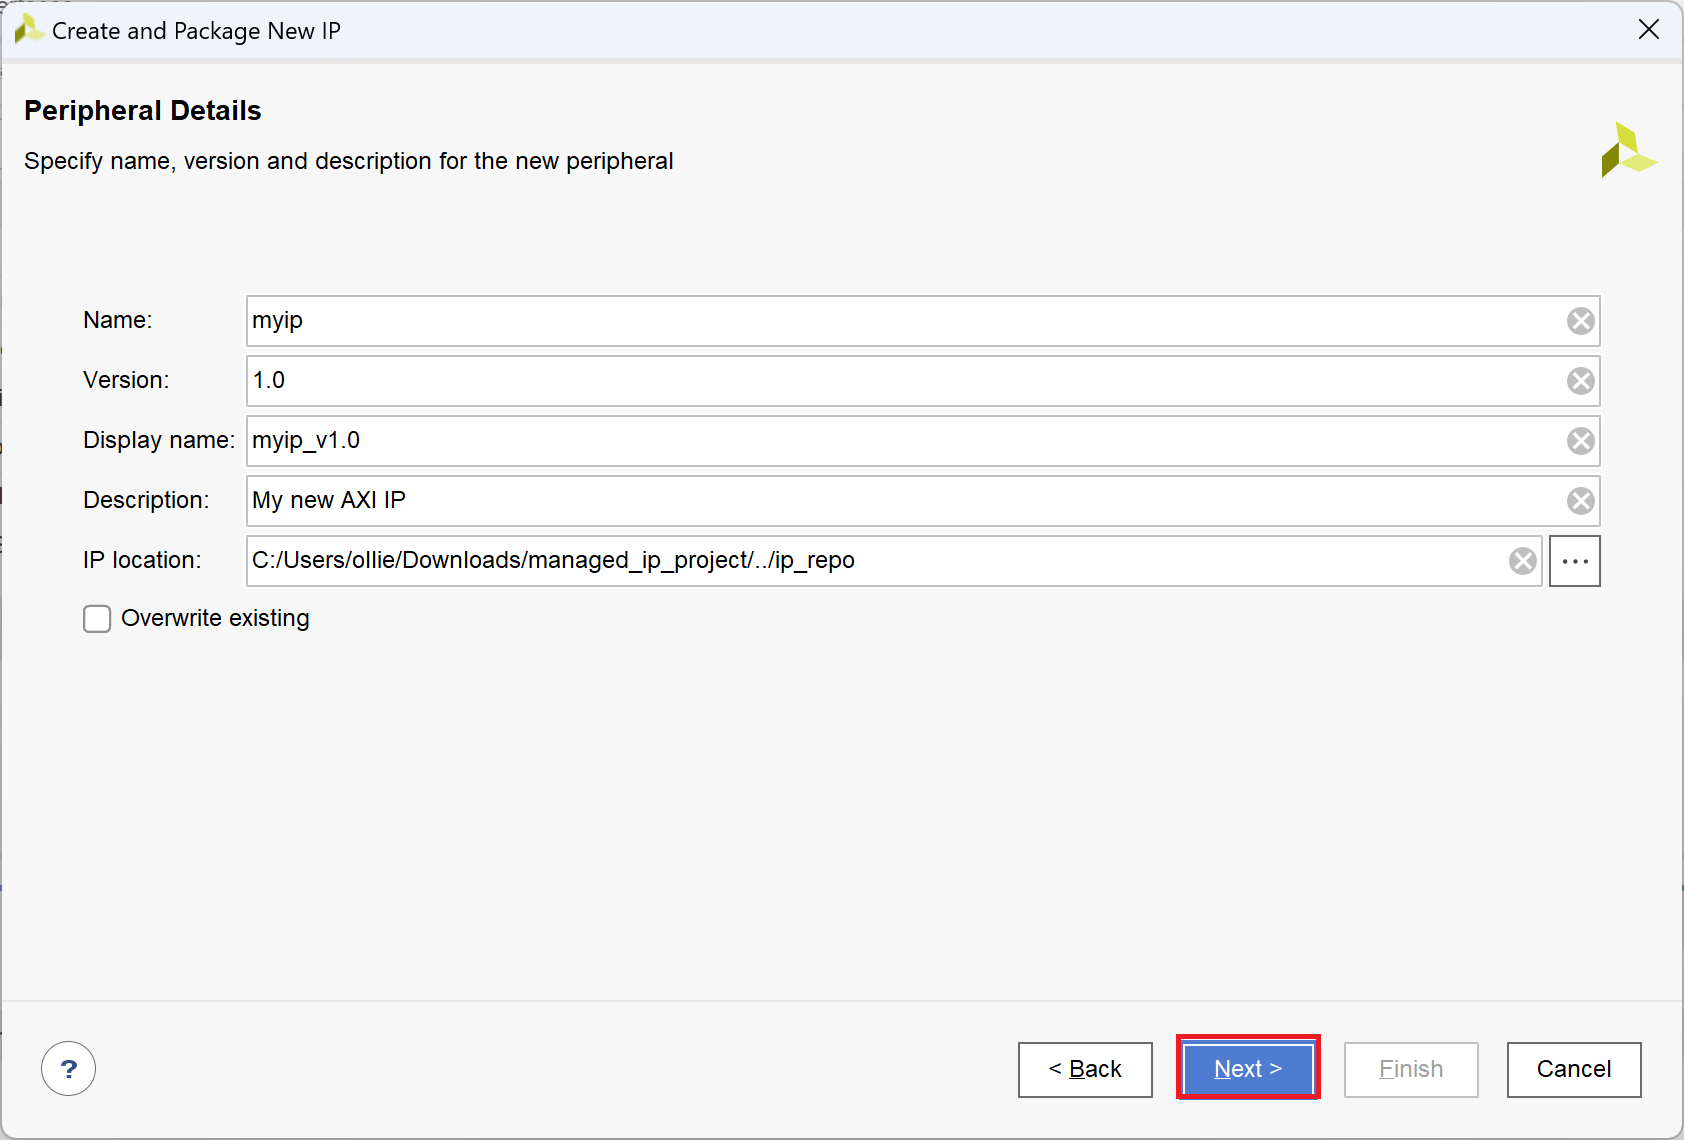 Create and Package New IP
Peripheral Details
Specify name, version and description for the new peripheral
Name: myip
Version: 1.0
Display name: myip_v1.0
Description: My new AXI IP
IP location: C:/Users/ollie/Downloads/managed_ip_project/../ip_repo
...
Overwrite existing
? < Back Next > Finish Cancel